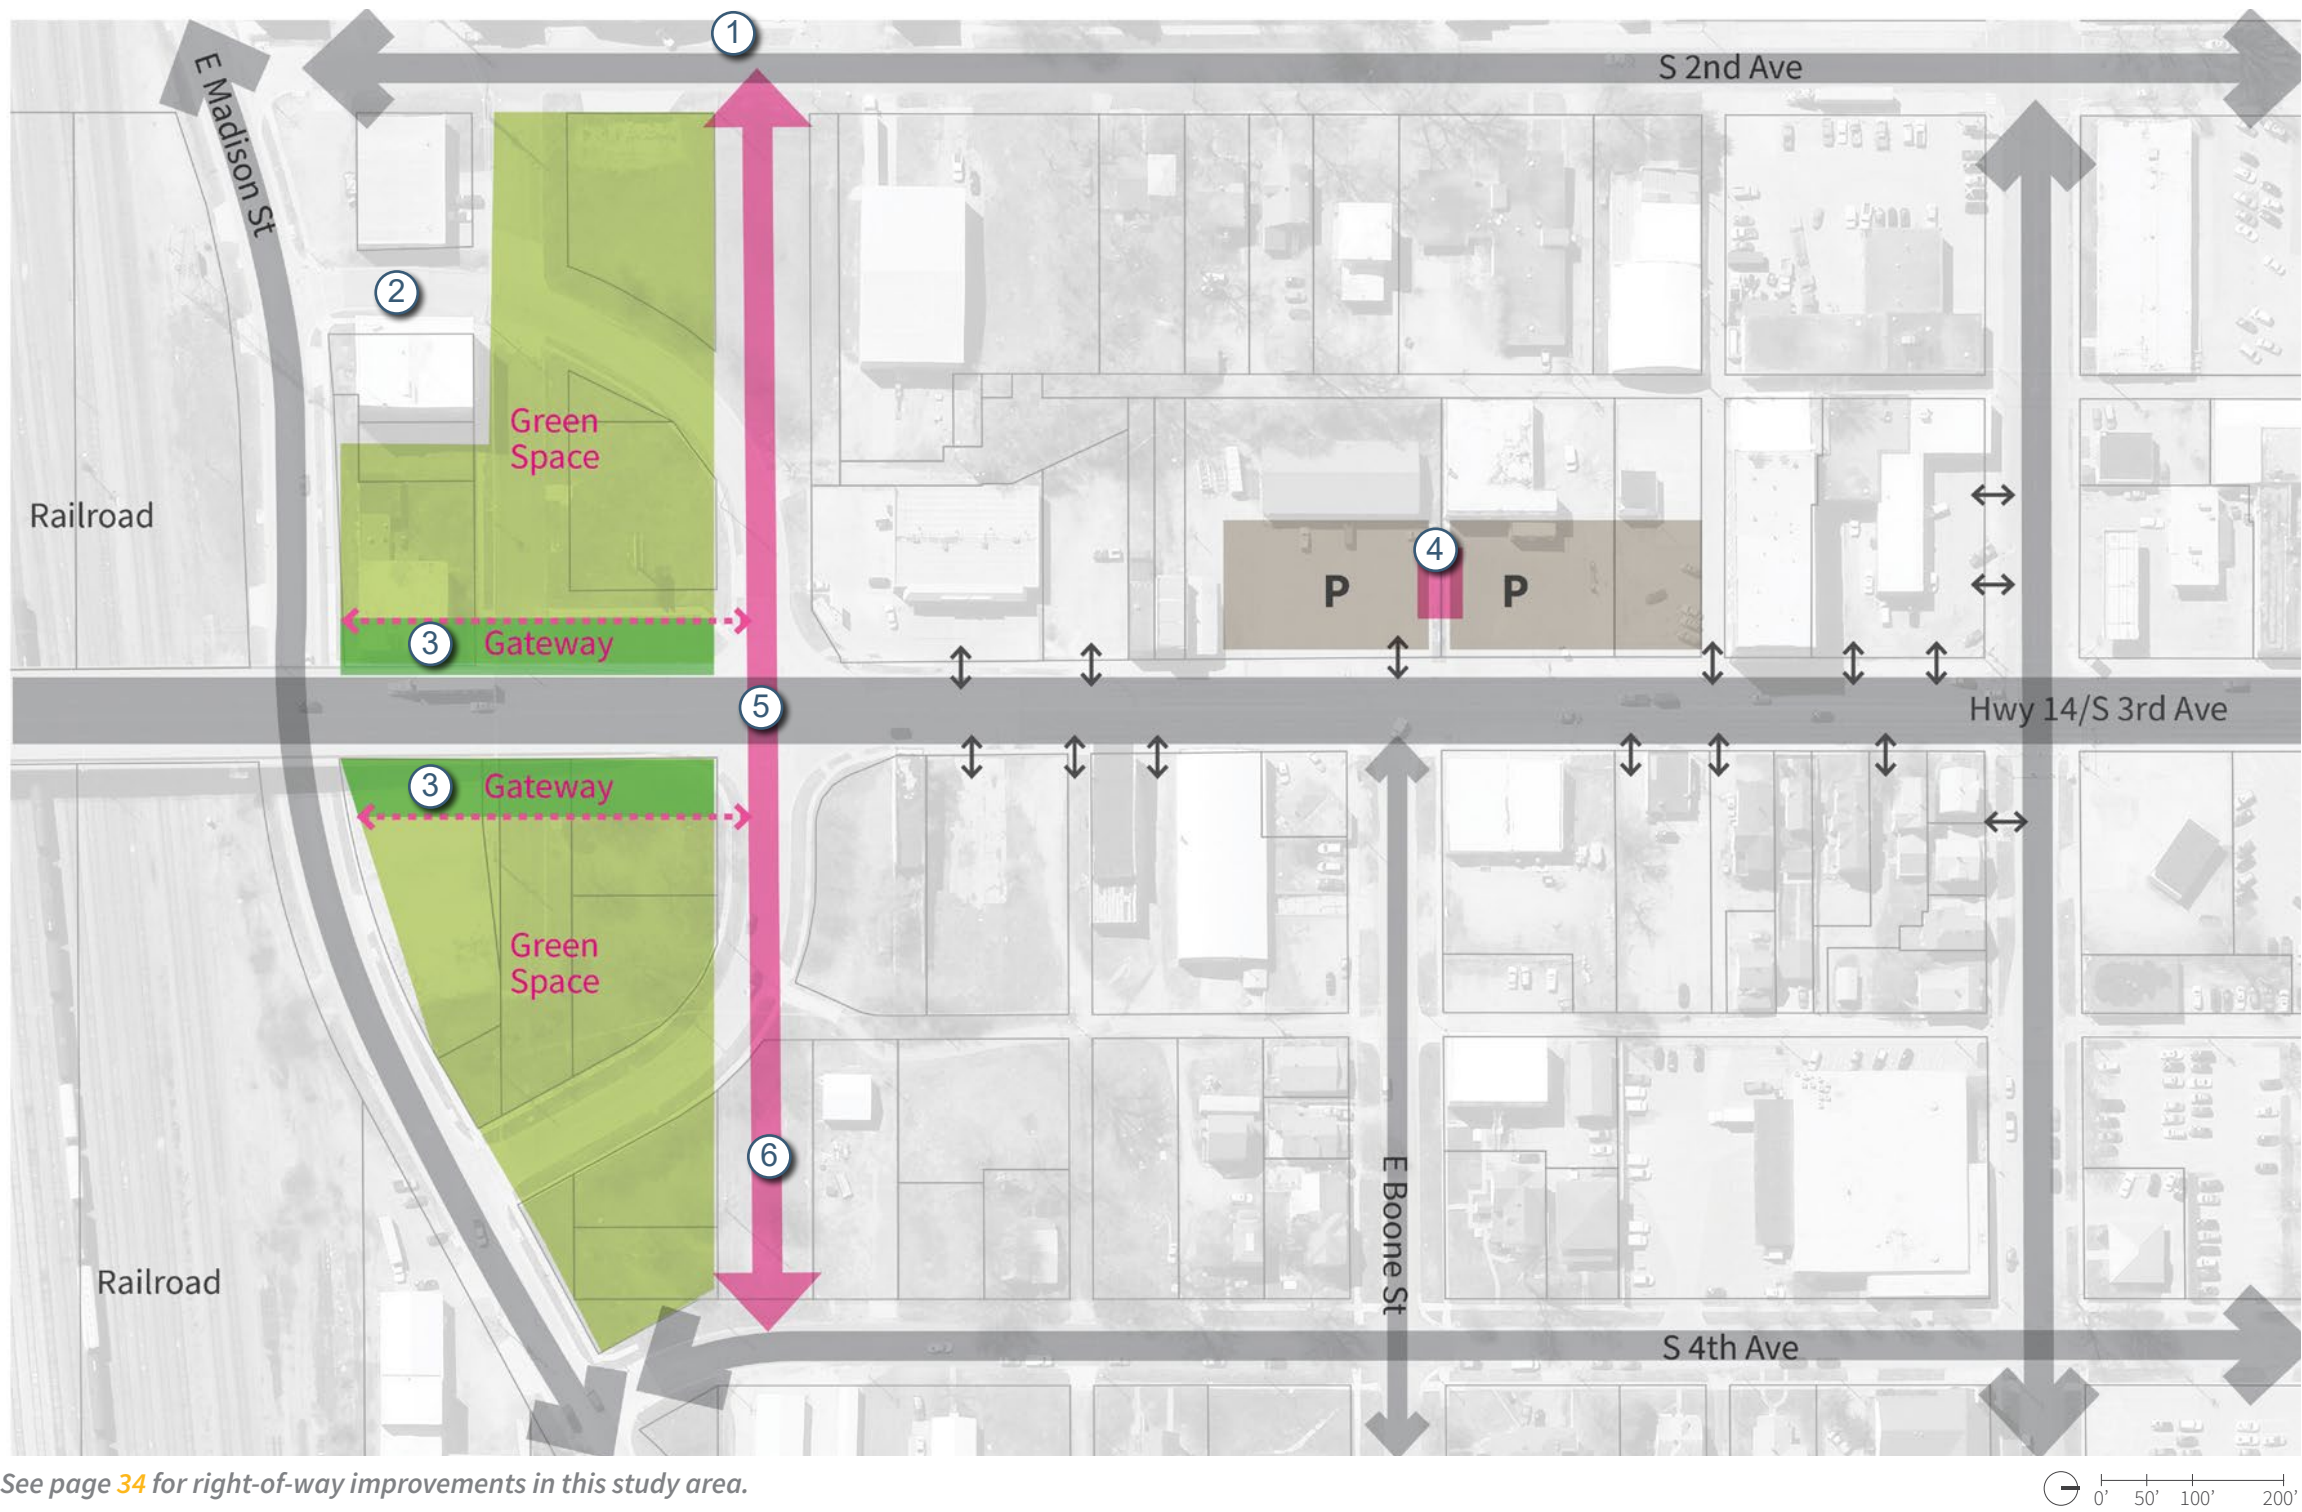 1
S 2nd Ave
E Madison St
2
Green
Space
Railroad
4
P
P
3
Gateway
5
Hwy 14/S 3rd Ave
3
Gateway
Green
Space
6
E Boone St
Railroad
S 4th Ave
See page 34 for right-of-way improvements in this study area.
0' 50' 100' 200'